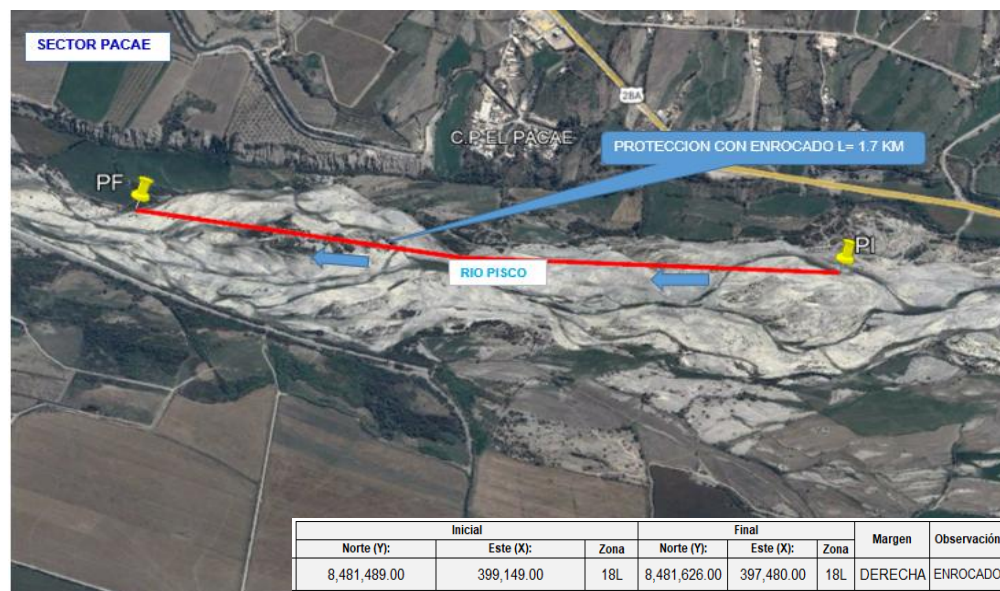 SECTOR PACAE
28A
C.P EL PACAE
PROTECCION CON ENROCADO L= 1.7 KM
PF
PI
RIO PISCO
Inicial Final Margen Observación
Norte (Y): Este (X): Zona Norte (Y): Este (X): Zona
8,481,489.00 399,149.00 18L 8,481,626.00 397,480.00 18L DERECHA ENROCADO